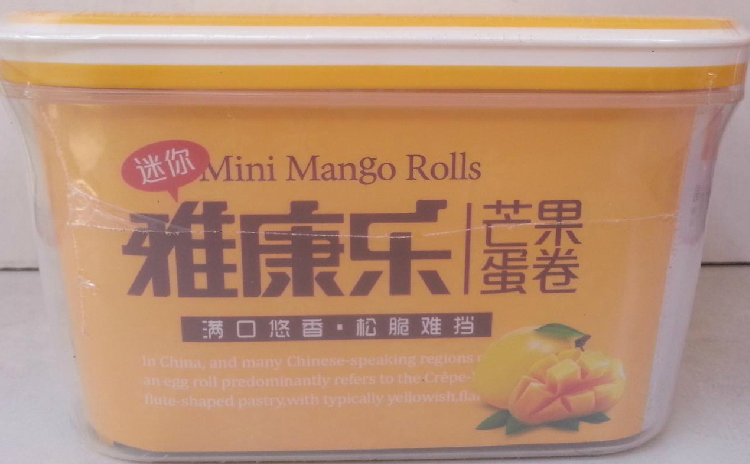 迷你
Mini Mango Rolls
雅康乐
芒果
蛋卷
满口悠香·松脆难挡
In China, and many Chinese-speaking regions
an egg roll predominantly refers to the Crêpe-
flute-shaped pastry,with typically yellowish,fla